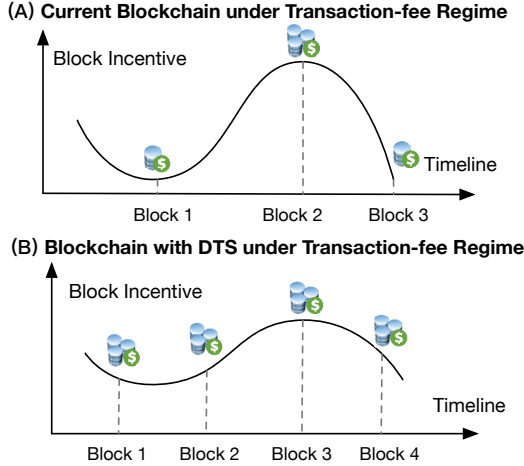 (A) Current Blockchain under Transaction-fee Regime
Block Incentive
$
$
$
Timeline
Block 1 Block 2 Block 3
(B) Blockchain with DTS under Transaction-fee Regime
Block Incentive
$
$
$
$
Timeline
Block 1 Block 2 Block 3 Block 4